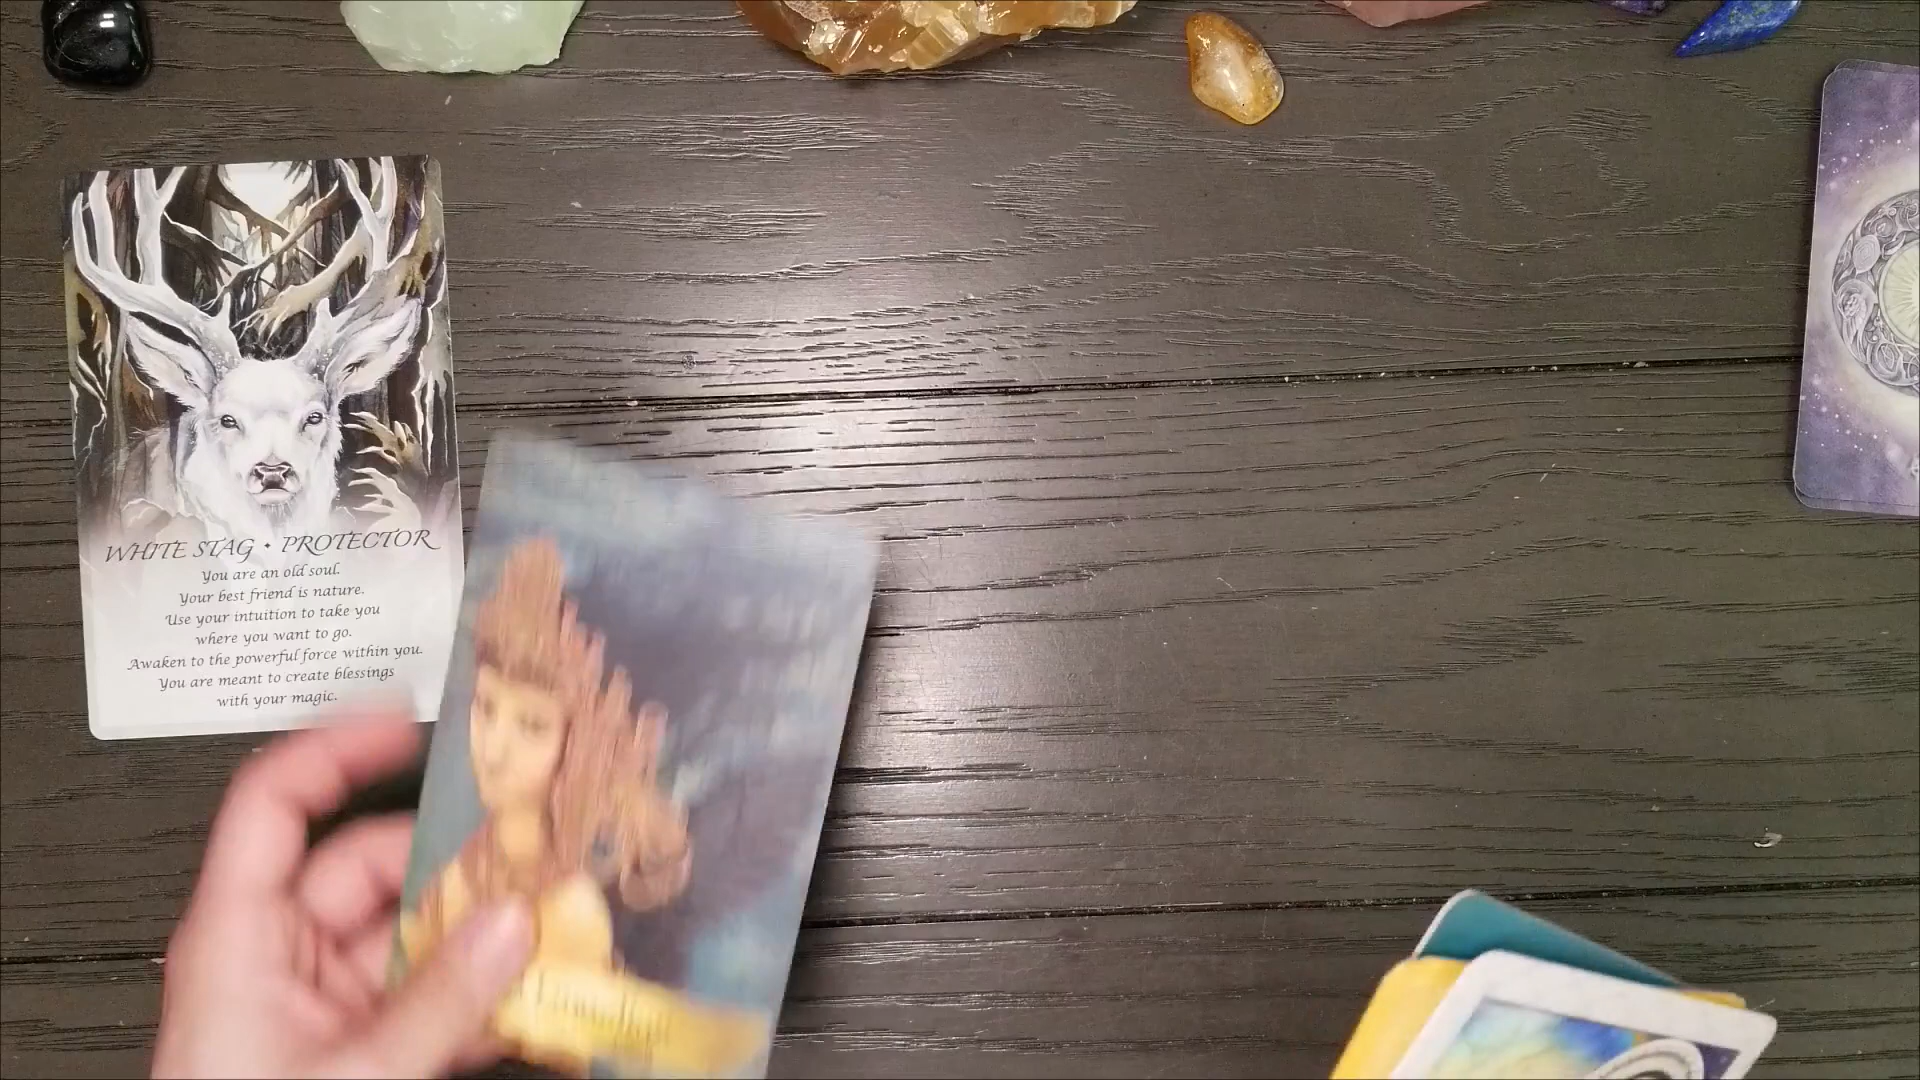 WHITE STAG • PROTECTOR
You are an old soul.
Your best friend is nature.
Use your intuition to take you
where you want to go.
Awaken to the powerful force within you.
You are meant to create blessings
with your magic.